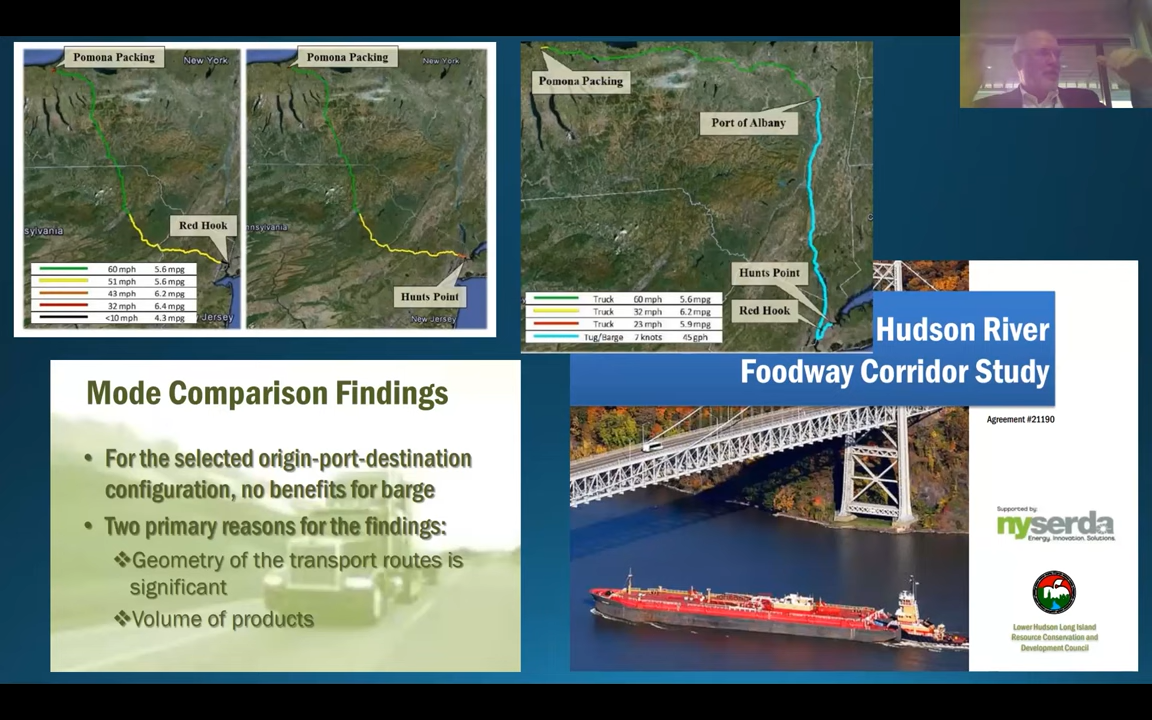 Pomona Packing
New York
Red Hook
sylvania
60 mph 5.6 mpg
51 mph 5.6 mpg
43 mph 6.2 mpg
32 mph 6.4 mpg
<10 mph 4.3 mpg
Jersey
Pomona Packing
New York
nnsylvania
Hunts Point
New Jersey
Pomona Packing
Port of Albany
Hunts Point
Red Hook
Truck 60 mph 5.6mpg
Truck 32 mph 6.2 mpg
Truck 23 mph 5.9mpg
Tug/Barge 7 knots 45 gph
Mode Comparison Findings
• For the selected origin-port-destination
configuration, no benefits for barge
• Two primary reasons for the findings:
❖Geometry of the transport routes is
significant
❖Volume of products
Hudson River
Foodway Corridor Study
Agreement #21190
Supported by:
nyserda
Energy. Innovation. Solutions.
Lower Hudson Long Island
Resource Conservation and
Development Council